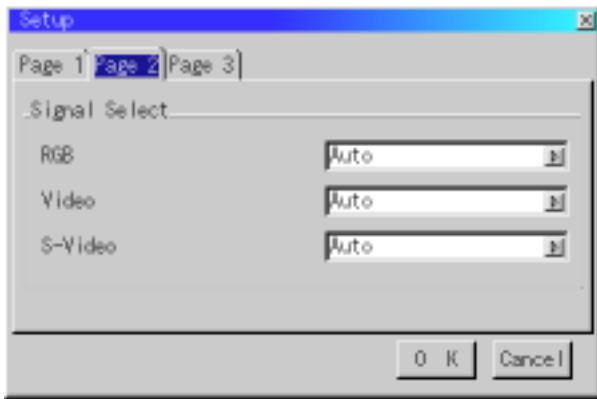 Setup
Page 1 Page 2 Page 3
Signal Select
RGB Auto
Video Auto
S-Video Auto
O K Cancel